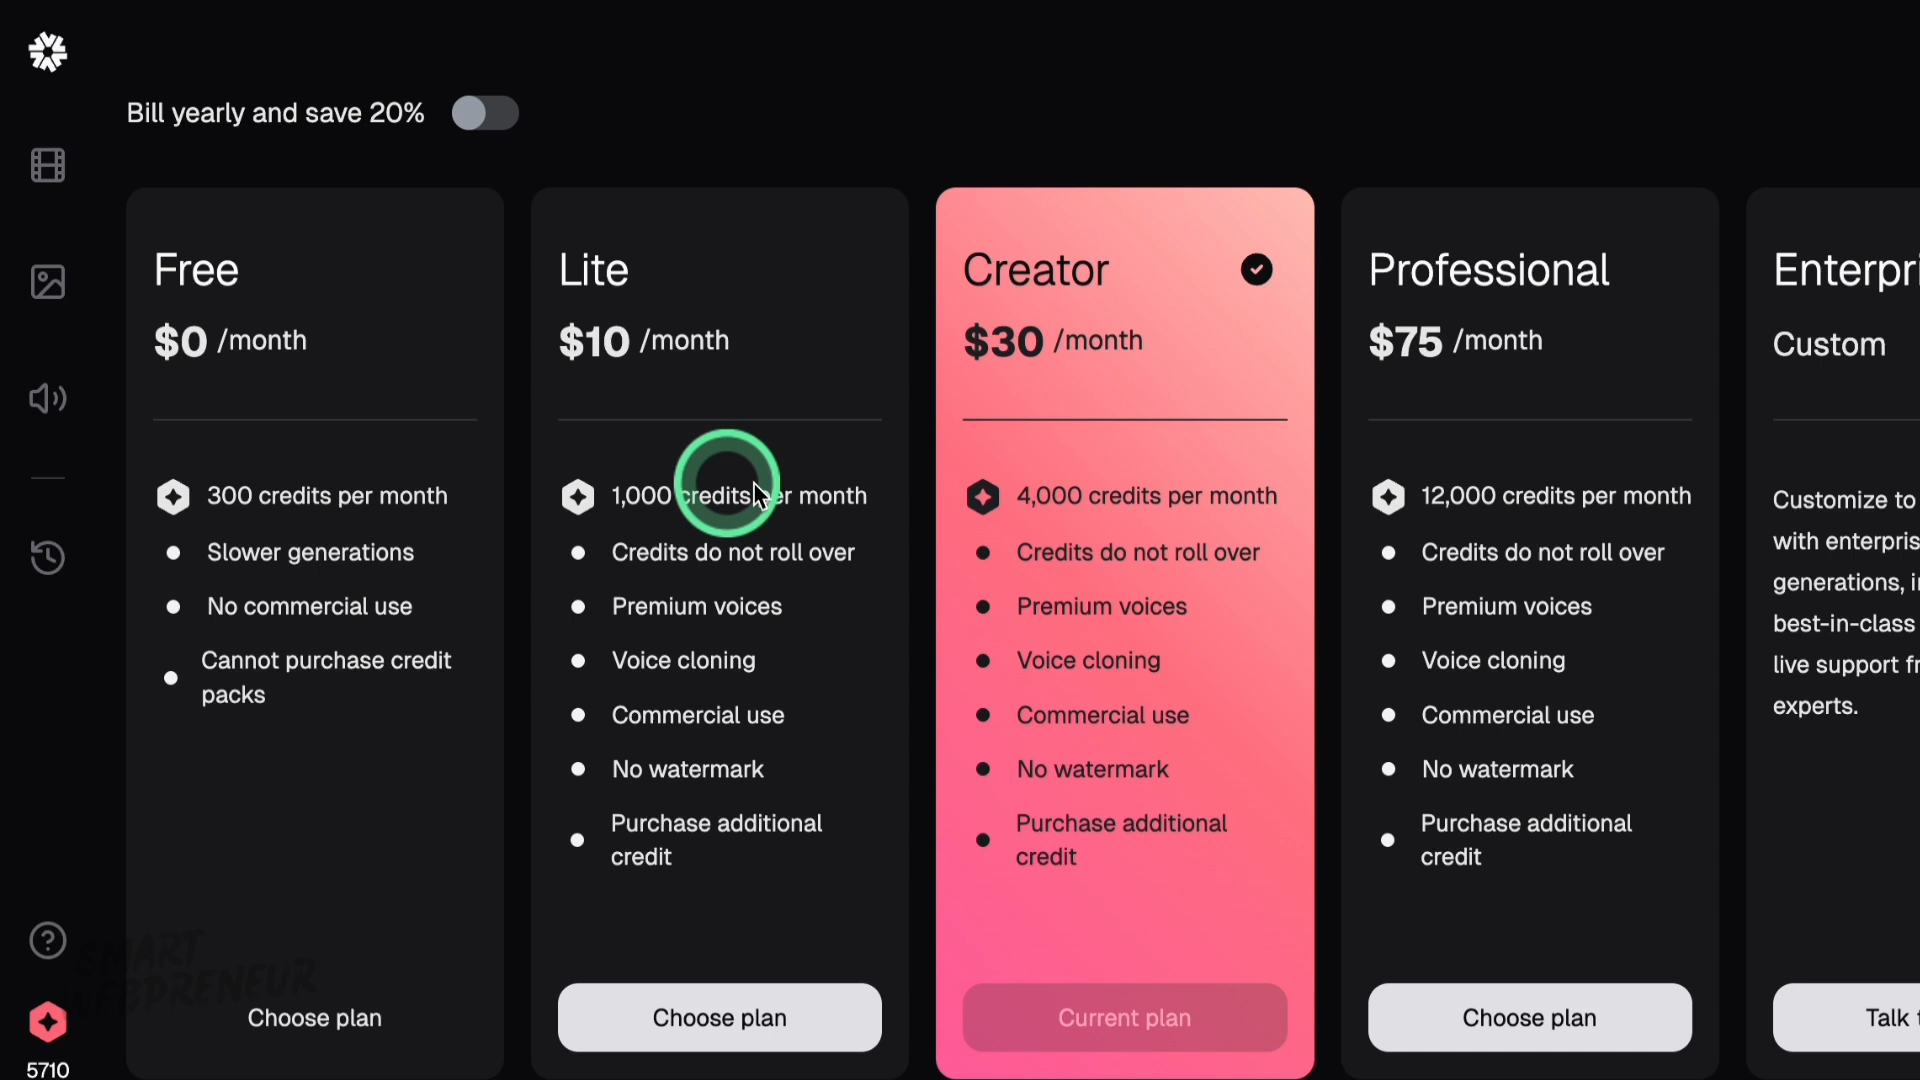 Bill yearly and save 20%
Free
$0 /month
300 credits per month
Slower generations
No commercial use
Cannot purchase credit
packs
Choose plan
Lite
$10 /month
1,000 credits per month
Credits do not roll over
Premium voices
Voice cloning
Commercial use
No watermark
Purchase additional
credit
Choose plan
Creator
$30 /month
4,000 credits per month
Credits do not roll over
Premium voices
Voice cloning
Commercial use
No watermark
Purchase additional
credit
Current plan
Professional
$75 /month
12,000 credits per month
Credits do not roll over
Premium voices
Voice cloning
Commercial use
No watermark
Purchase additional
credit
Choose plan
Enterpri
Custom
Customize to
with enterpris
generations, i
best-in-class
live support fr
experts.
Talk t
SMART
WEBPRENEUR
5710